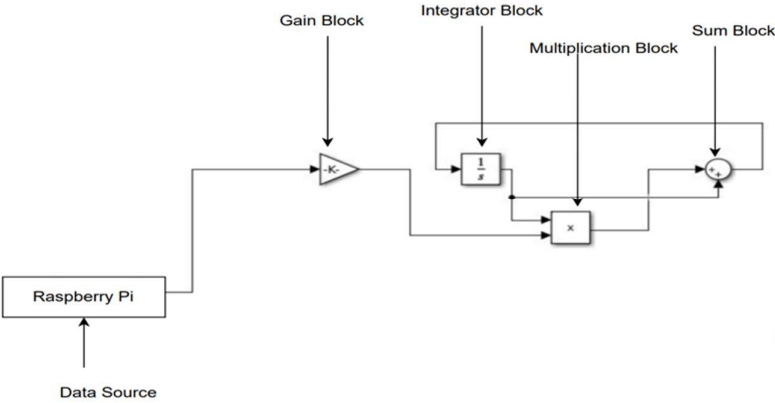 Integrator Block
Gain Block
Sum Block
Multiplication Block
-K-
1
s
+
+
×
Raspberry Pi
Data Source